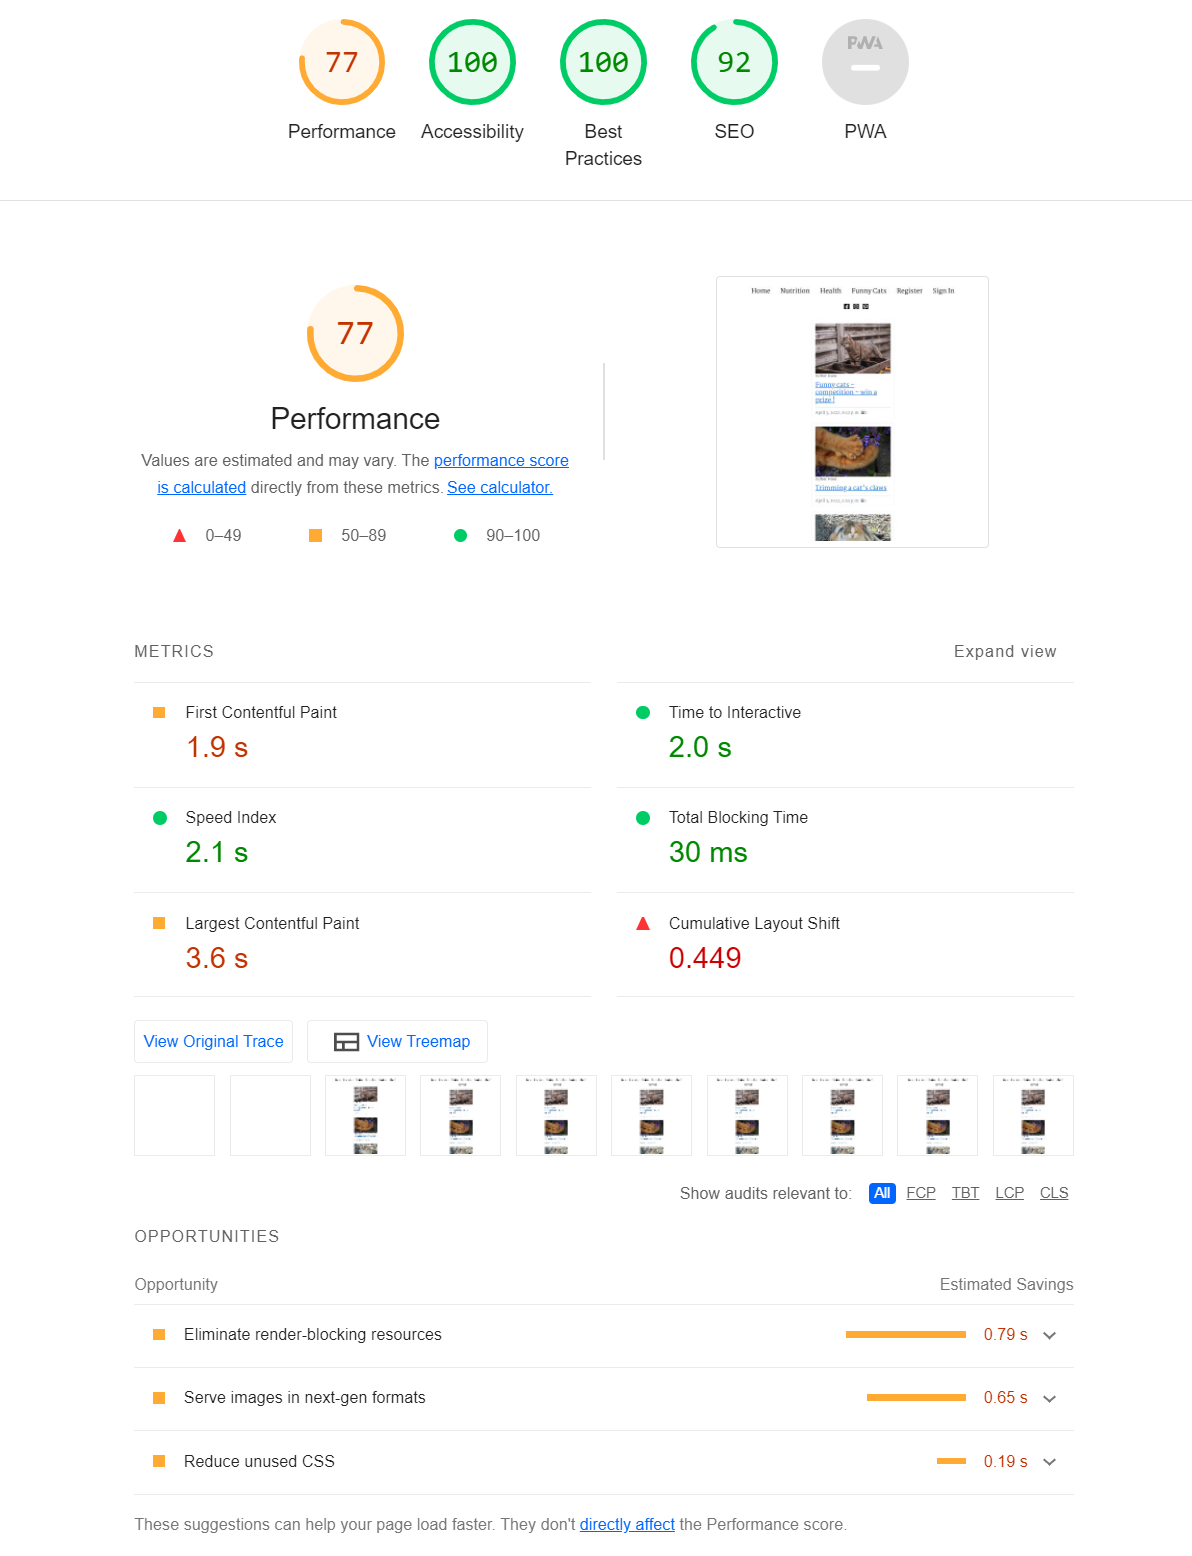 77
100
100
92
PWA
Performance
Accessibility
Best
Practices
SEO
PWA
77
Performance
Values are estimated and may vary. The performance score
is calculated directly from these metrics. See calculator.
0–49
50–89
90–100
Home Nutrition Health Funny Cats Register Sign In
Funny cats –
competition – win a
prize !
Trimming a cat's claws
METRICS
Expand view
First Contentful Paint
1.9 s
Time to Interactive
2.0 s
Speed Index
2.1 s
Total Blocking Time
30 ms
Largest Contentful Paint
3.6 s
Cumulative Layout Shift
0.449
View Original Trace
View Treemap
Show audits relevant to: All FCP TBT LCP CLS
OPPORTUNITIES
Opportunity
Estimated Savings
Eliminate render-blocking resources
0.79 s
Serve images in next-gen formats
0.65 s
Reduce unused CSS
0.19 s
These suggestions can help your page load faster. They don't directly affect the Performance score.